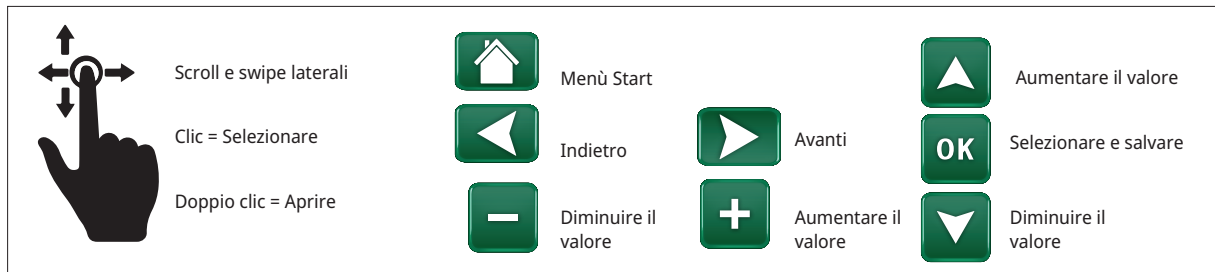 Scroll e swipe laterali
Clic = Selezionare
Doppio clic = Aprire
Menù Start
Indietro
Diminuire il
valore
Avanti
Aumentare il
valore
Aumentare il valore
OK
Selezionare e salvare
Diminuire il
valore